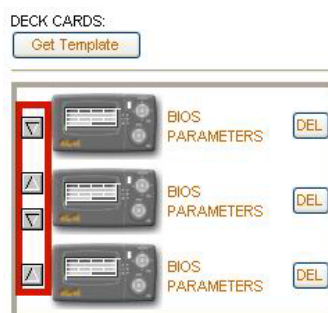 DECK CARDS:
Get Template
BIOS
PARAMETERS
DEL
BIOS
PARAMETERS
DEL
BIOS
PARAMETERS
DEL